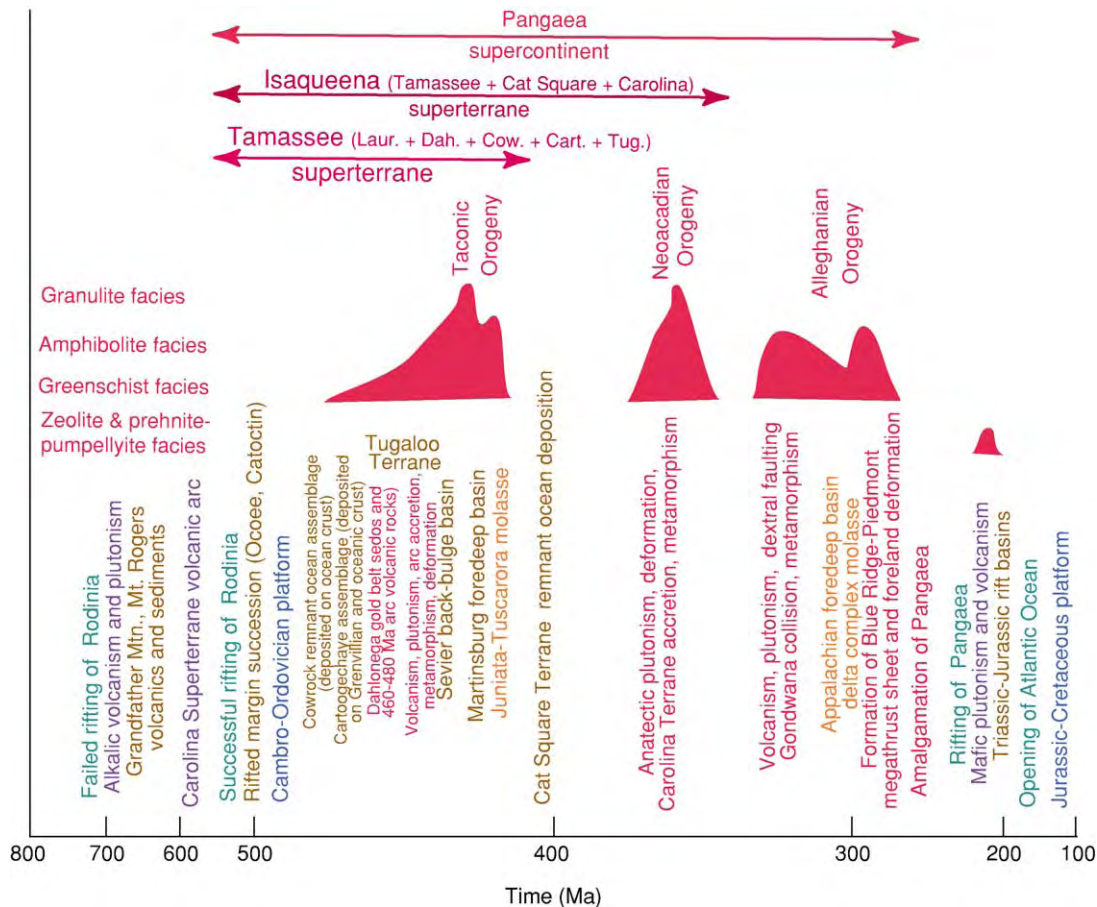 Pangaea
supercontinent
Isaqueena (Tamassee + Cat Square + Carolina)
superterrane
Tamassee (Laur. + Dah. + Cow. + Cart. + Tug.)
superterrane
Taconic
Orogeny
Neoacadian
Orogeny
Alleghanian
Orogeny
Granulite facies
Amphibolite facies
Greenschist facies
Zeolite & prehnite-
pumpellyite facies
Failed rifting of Rodinia
Alkalic volcanism and plutonism
Grandfather Mtn., Mt. Rogers
volcanics and sediments
Carolina Superterrane volcanic arc
Successful rifting of Rodinia
Rifted margin succession (Ocoee, Catoctin)
Cambro-Ordovician platform
Cowrock remnant ocean assemblage
(deposited on ocean crust)
Cartoogechaye assemblage (deposited
on Grenvillian and oceanic crust)
Tugaloo
Terrane
Dahlonega gold belt sedos and
460-480 Ma arc volcanic rocks)
Volcanism, plutonism, arc accretion,
metamorphism, deformation
Sevier back-bulge basin
Martinsburg foredeep basin
Juniata-Tuscarora molasse
Cat Square Terrane remnant ocean deposition
Anatectic plutonism, deformation,
Carolina Terrane accretion, metamorphism
Volcanism, plutonism, dextral faulting
Gondwana collision, metamorphism
Appalachian foredeep basin
delta complex molasse
Formation of Blue Ridge-Piedmont
megathrust sheet and foreland deformation
Amalgamation of Pangaea
Rifting of Pangaea
Mafic plutonism and volcanism
Triassic-Jurassic rift basins
Opening of Atlantic Ocean
Jurassic-Cretaceous platform
800 700 600 500 400 300 200 100
Time (Ma)